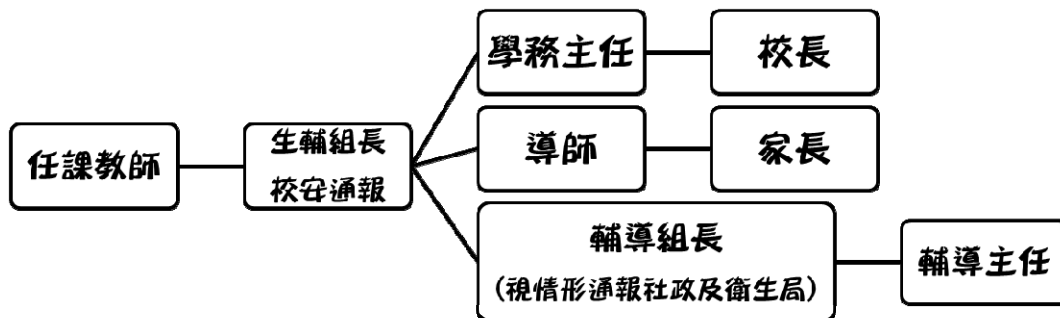 任課教師
生輔組長
校安通報
學務主任
校長
導師
家長
輔導組長
(視情形通報社政及衛生局)
輔導主任